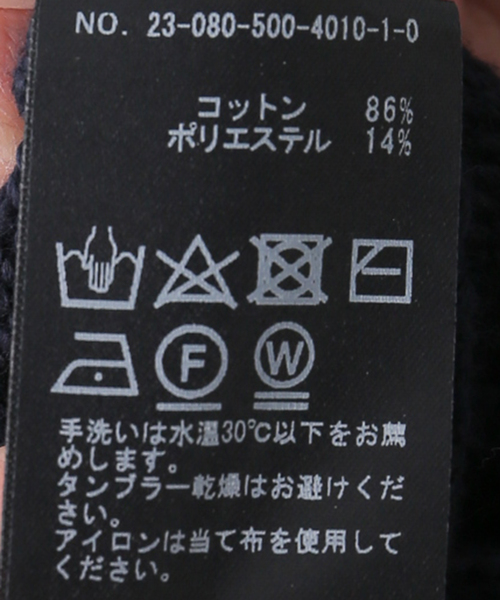 NO. 23-080-500-4010-1-0
コットン 86%
ポリエステル 14%
F W
手洗いは水温30℃以下をお薦
めします。
タンブラー乾燥はお避けくだ
さい。
アイロンは当て布を使用して
ください。